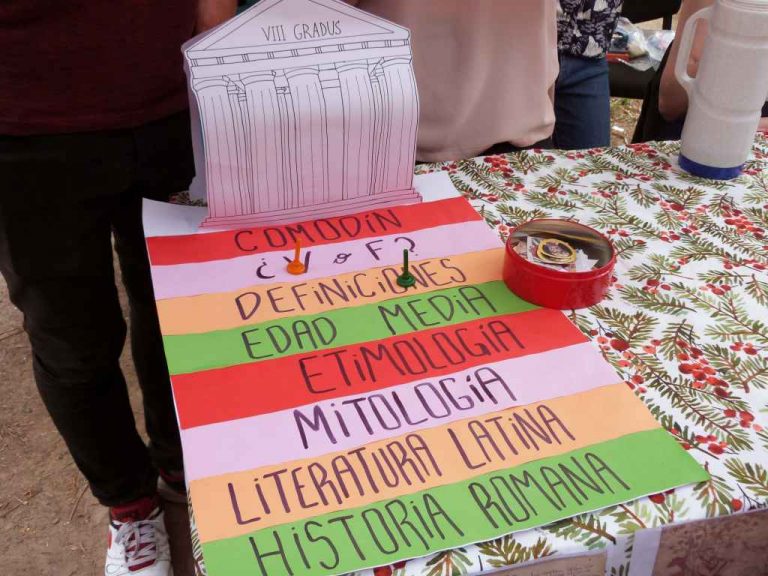 VIII GRADUS
COMODÍN
¿V o F?
DEFINICIONES
EDAD MEDIA
ETIMOLOGÍA
MITOLOGÍA
LITERATURA LATINA
HISTORIA ROMANA